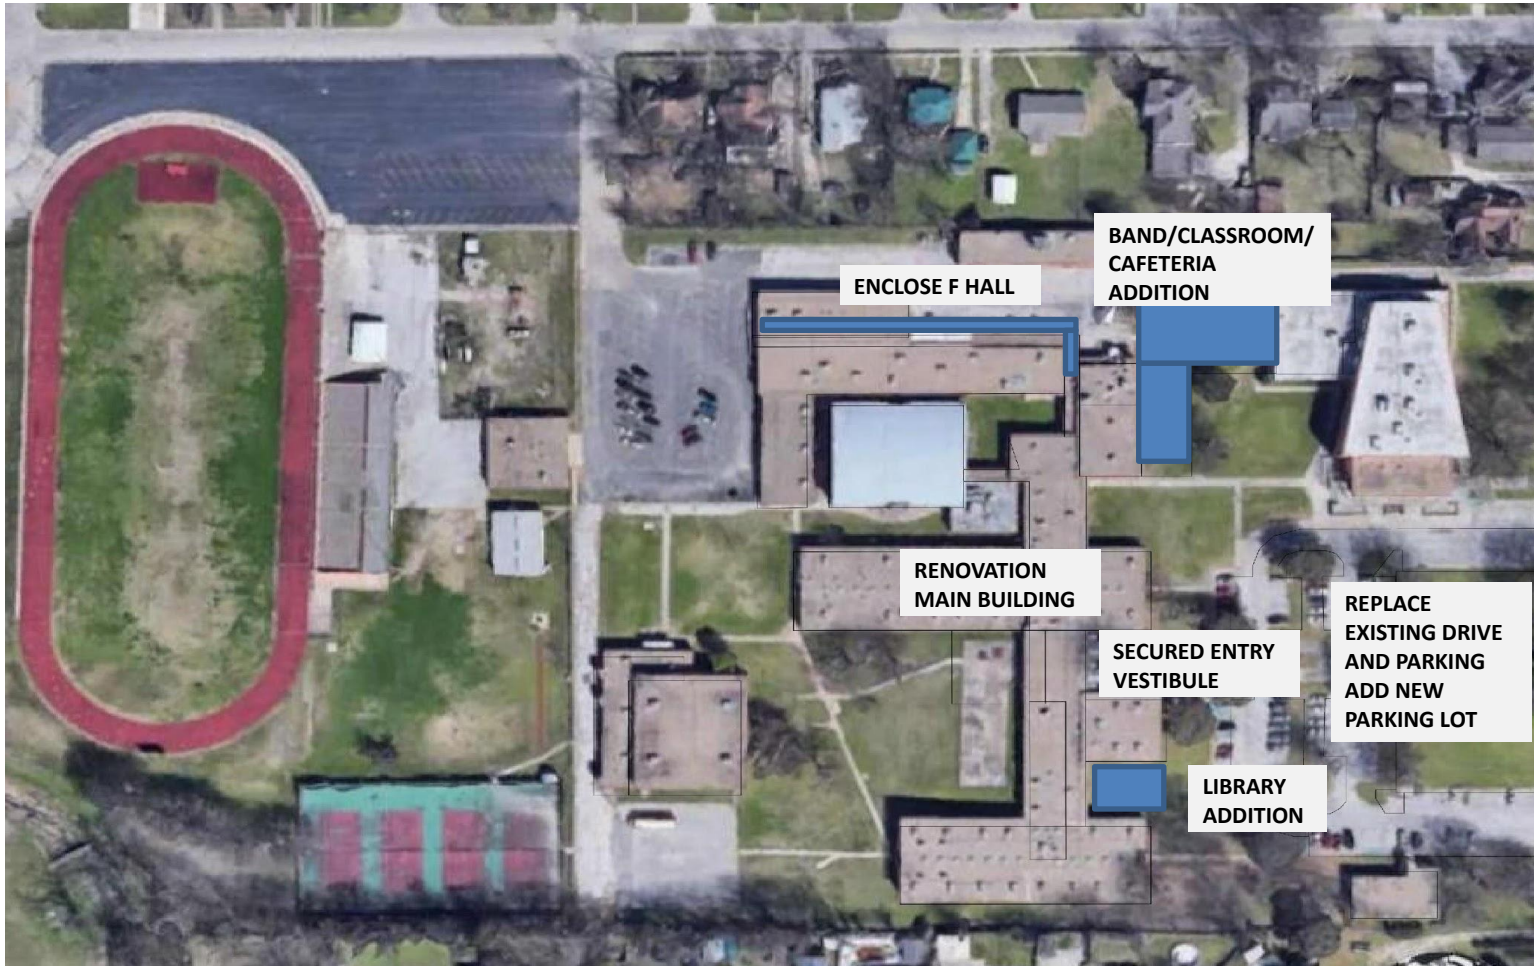 BAND/CLASSROOM/
CAFETERIA
ADDITION
ENCLOSE F HALL
RENOVATION
MAIN BUILDING
REPLACE
EXISTING DRIVE
AND PARKING
ADD NEW
PARKING LOT
SECURED ENTRY
VESTIBULE
LIBRARY
ADDITION